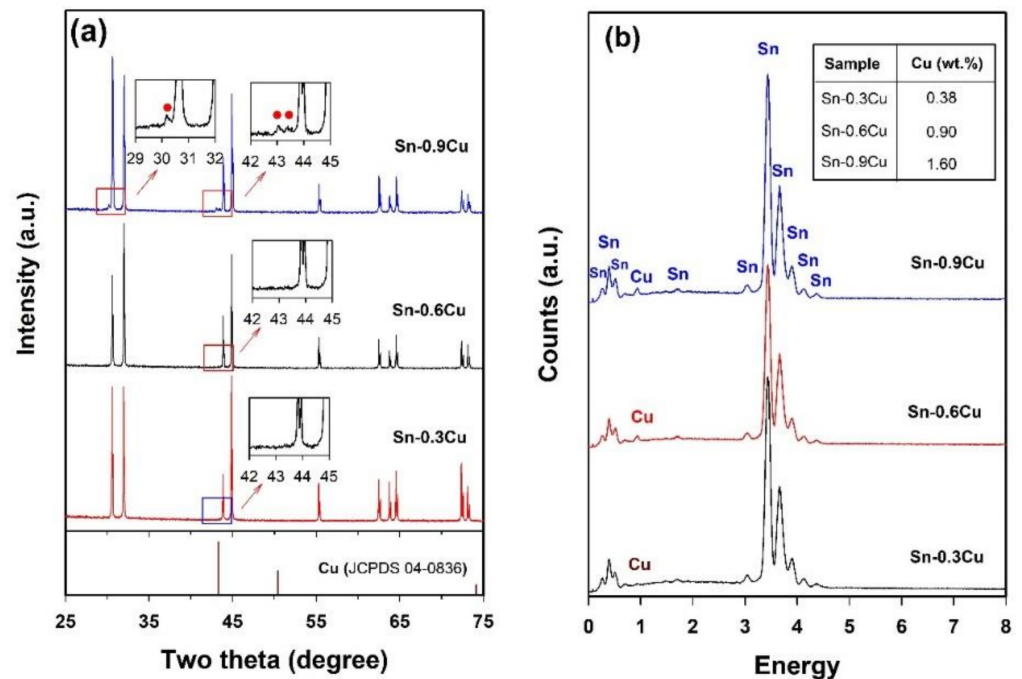 (a)
29 30 31 32
42 43 44 45
Sn-0.9Cu
42 43 44 45
Sn-0.6Cu
42 43 44 45
Sn-0.3Cu
Cu (JCPDS 04-0836)
25 35 45 55 65 75
Two theta (degree)
Intensity (a.u.)
(b)
Sample Cu (wt.%)
Sn-0.3Cu 0.38
Sn-0.6Cu 0.90
Sn-0.9Cu 1.60
Sn
Sn
Sn Sn
Sn Sn Cu Sn Sn Sn Sn
Sn-0.9Cu
Cu
Sn-0.6Cu
Cu
Sn-0.3Cu
0 1 2 3 4 5 6 7 8
Energy
Counts (a.u.)